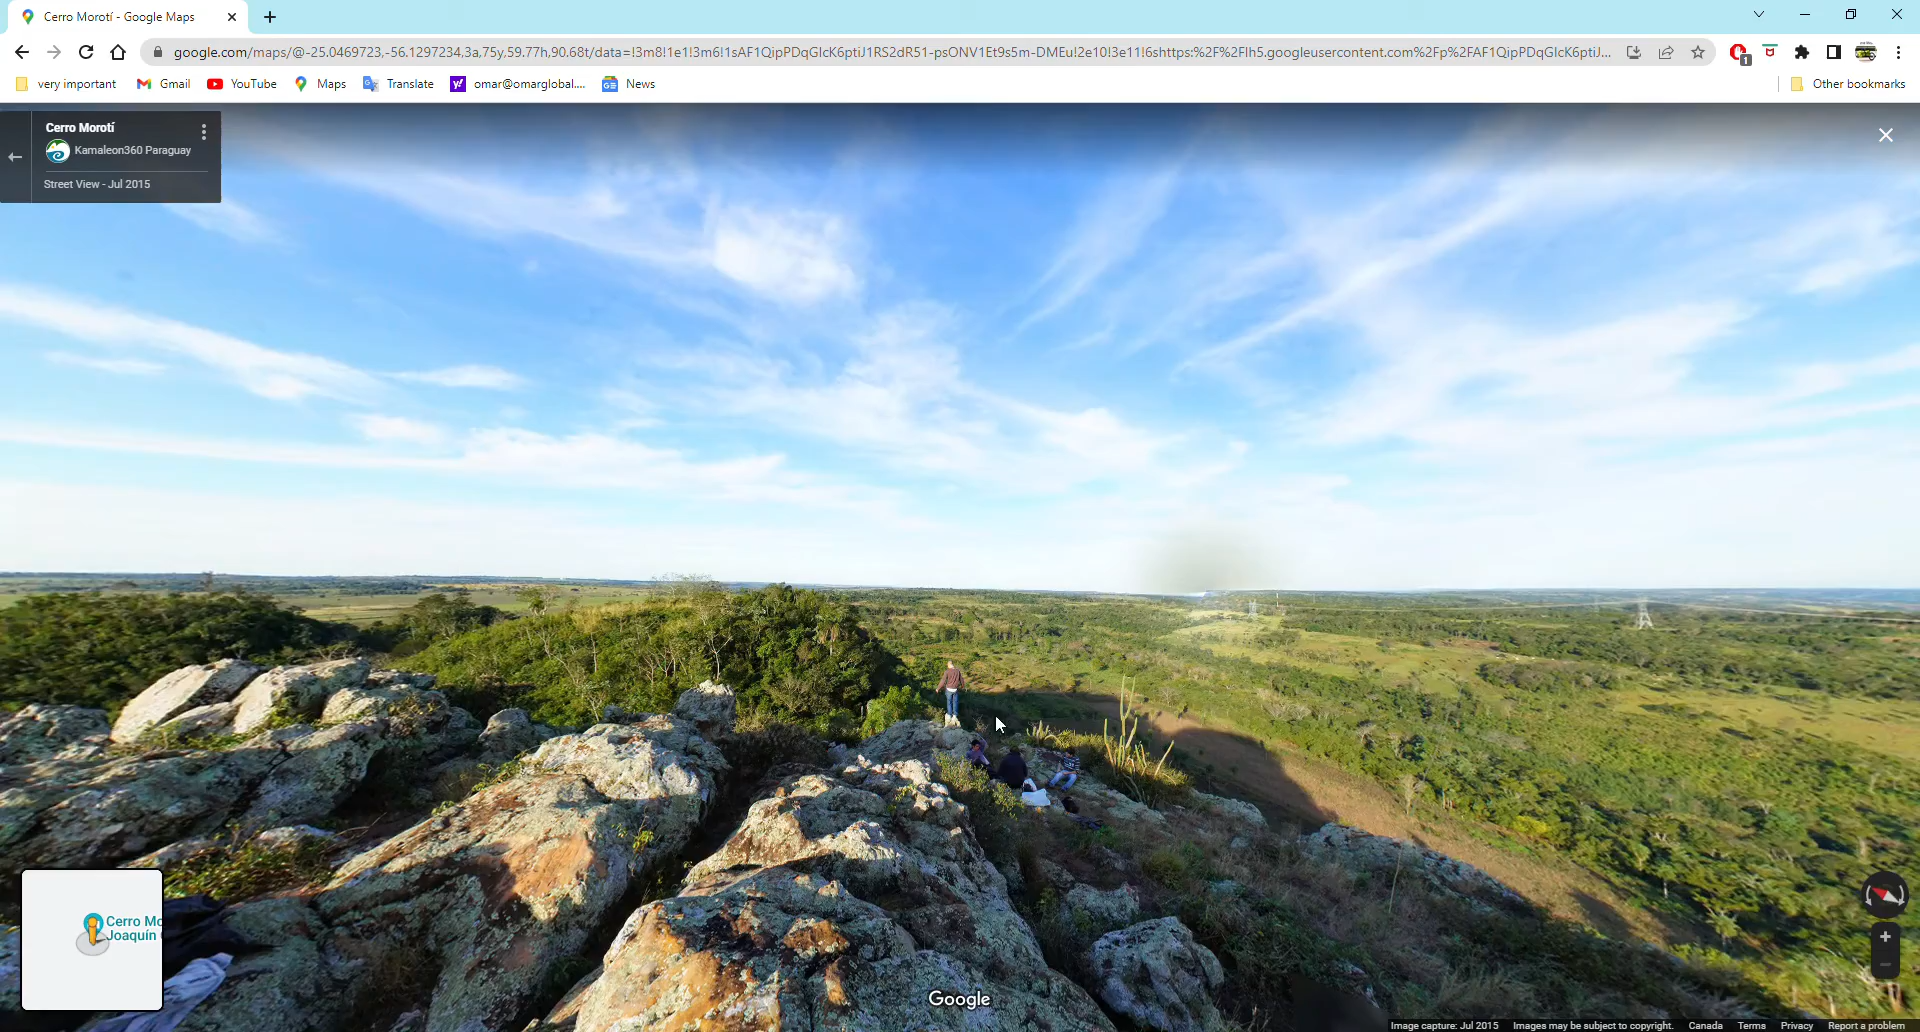 Cerro Morotí - Google Maps
google.com/maps/@-25.0469723,-56.1297234,3a,75y,59.77h,90.68t/data=!3m8!1e1!3m6!1sAF1QipPDqGIcK6ptiJ1RS2dR51-psONV1Et9s5m-DMEu!2e10!3e11!6shttps:%2F%2Flh5.googleusercontent.com%2Fp%2FAF1QipPDqGIcK6ptiJ1...
1
very important
Gmail
YouTube
Maps
Translate
omar@omarglobal....
News
Other bookmarks
Cerro Morotí
Kamaleon360 Paraguay
Street View - Jul 2015
Cerro Mo
Joaquín
Google
Image capture: Jul 2015 Images may be subject to copyright. Canada Terms Privacy Report a problem